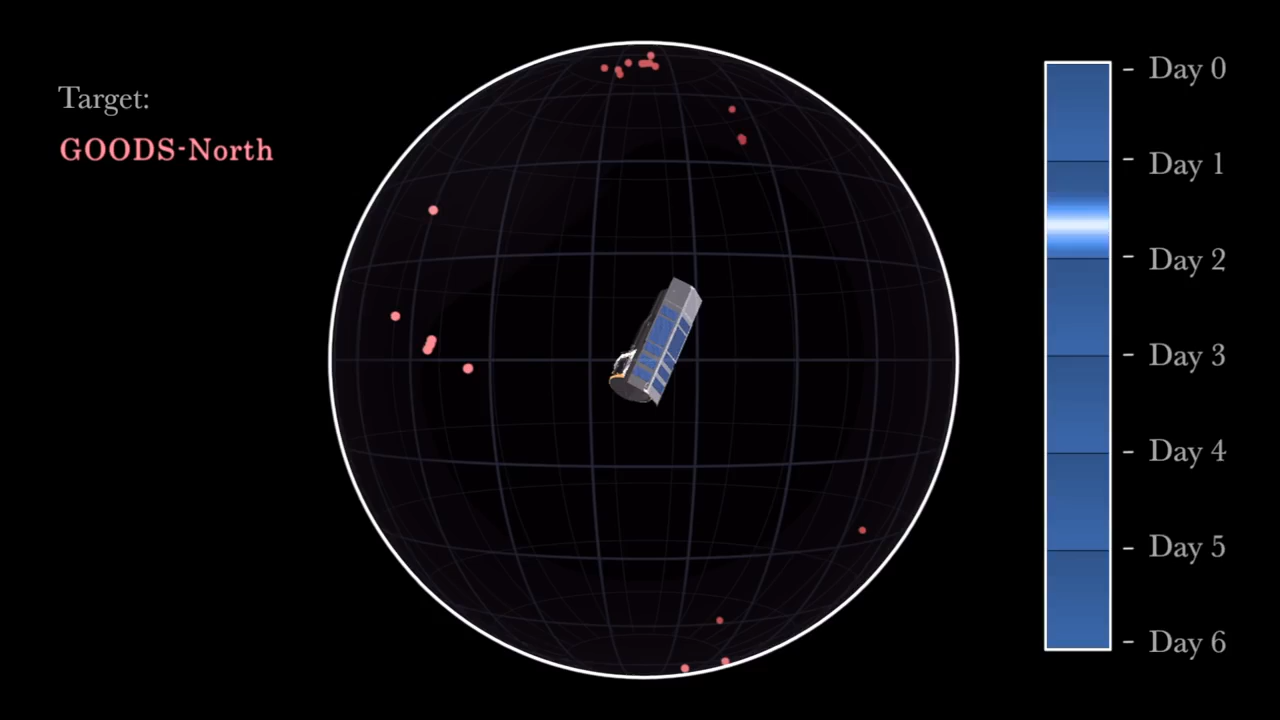 Target:
GOODS-North
- Day 0
- Day 1
- Day 2
- Day 3
- Day 4
- Day 5
- Day 6